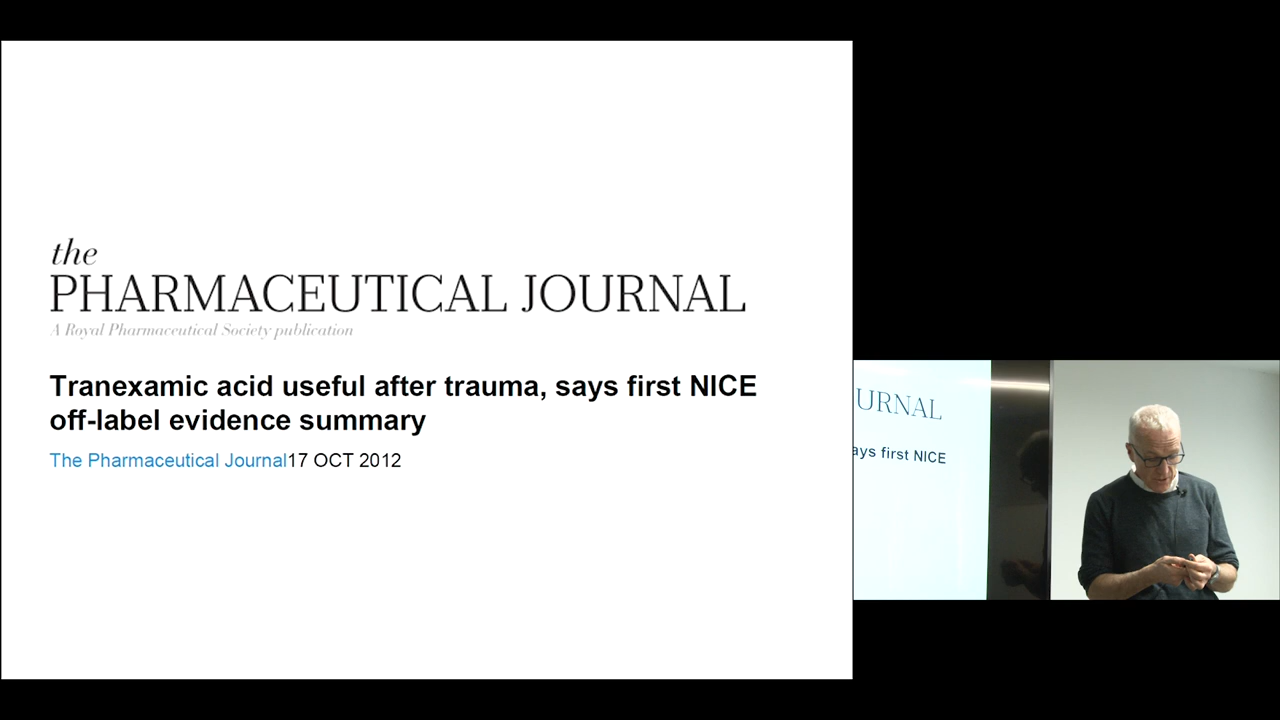 the
PHARMACEUTICAL JOURNAL
A Royal Pharmaceutical Society publication
Tranexamic acid useful after trauma, says first NICE
off-label evidence summary
The Pharmaceutical Journal17 OCT 2012
URNAL
ays first NICE